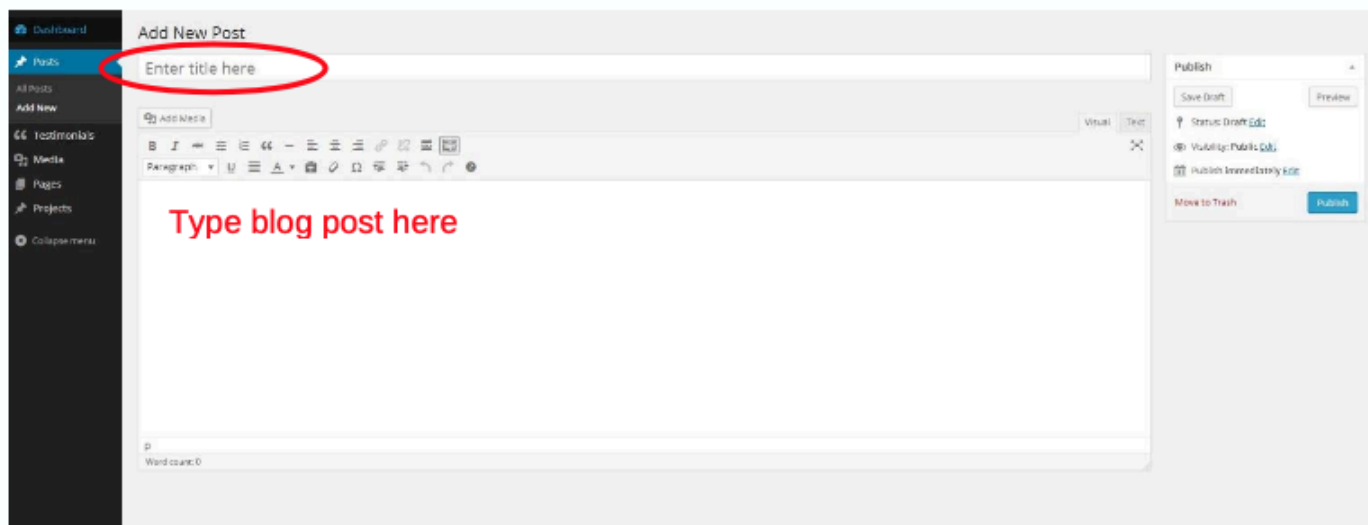 Dashboard
Posts
All Posts
Add New
Testimonials
Media
Pages
Projects
Collapse menu
Add New Post
Enter title here
Add Media
Visual Text
B I
Paragraph U A Ω
Type blog post here
p
Word count: 0
Publish
Save Draft Preview
Status: Draft Edit
Visibility: Public Edit
Publish immediately Edit
Move to Trash Publish